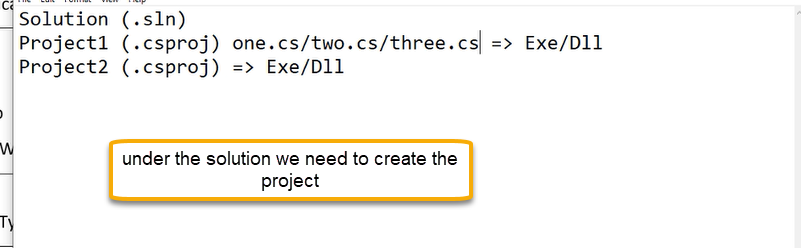 Solution (.sln)
Project1 (.csproj) one.cs/two.cs/three.cs => Exe/Dll
Project2 (.csproj) => Exe/Dll
under the solution we need to create the
project